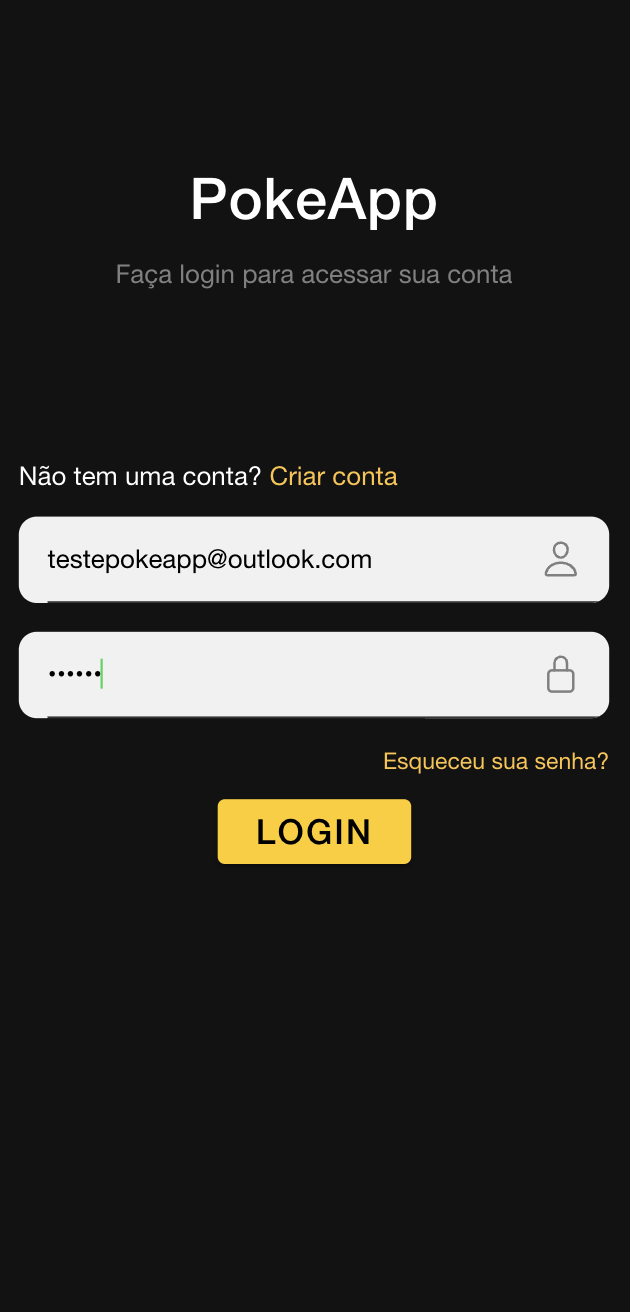 PokeApp
Faça login para acessar sua conta
Não tem uma conta? Criar conta
testepokeapp@outlook.com
••••••
Esqueceu sua senha?
LOGIN